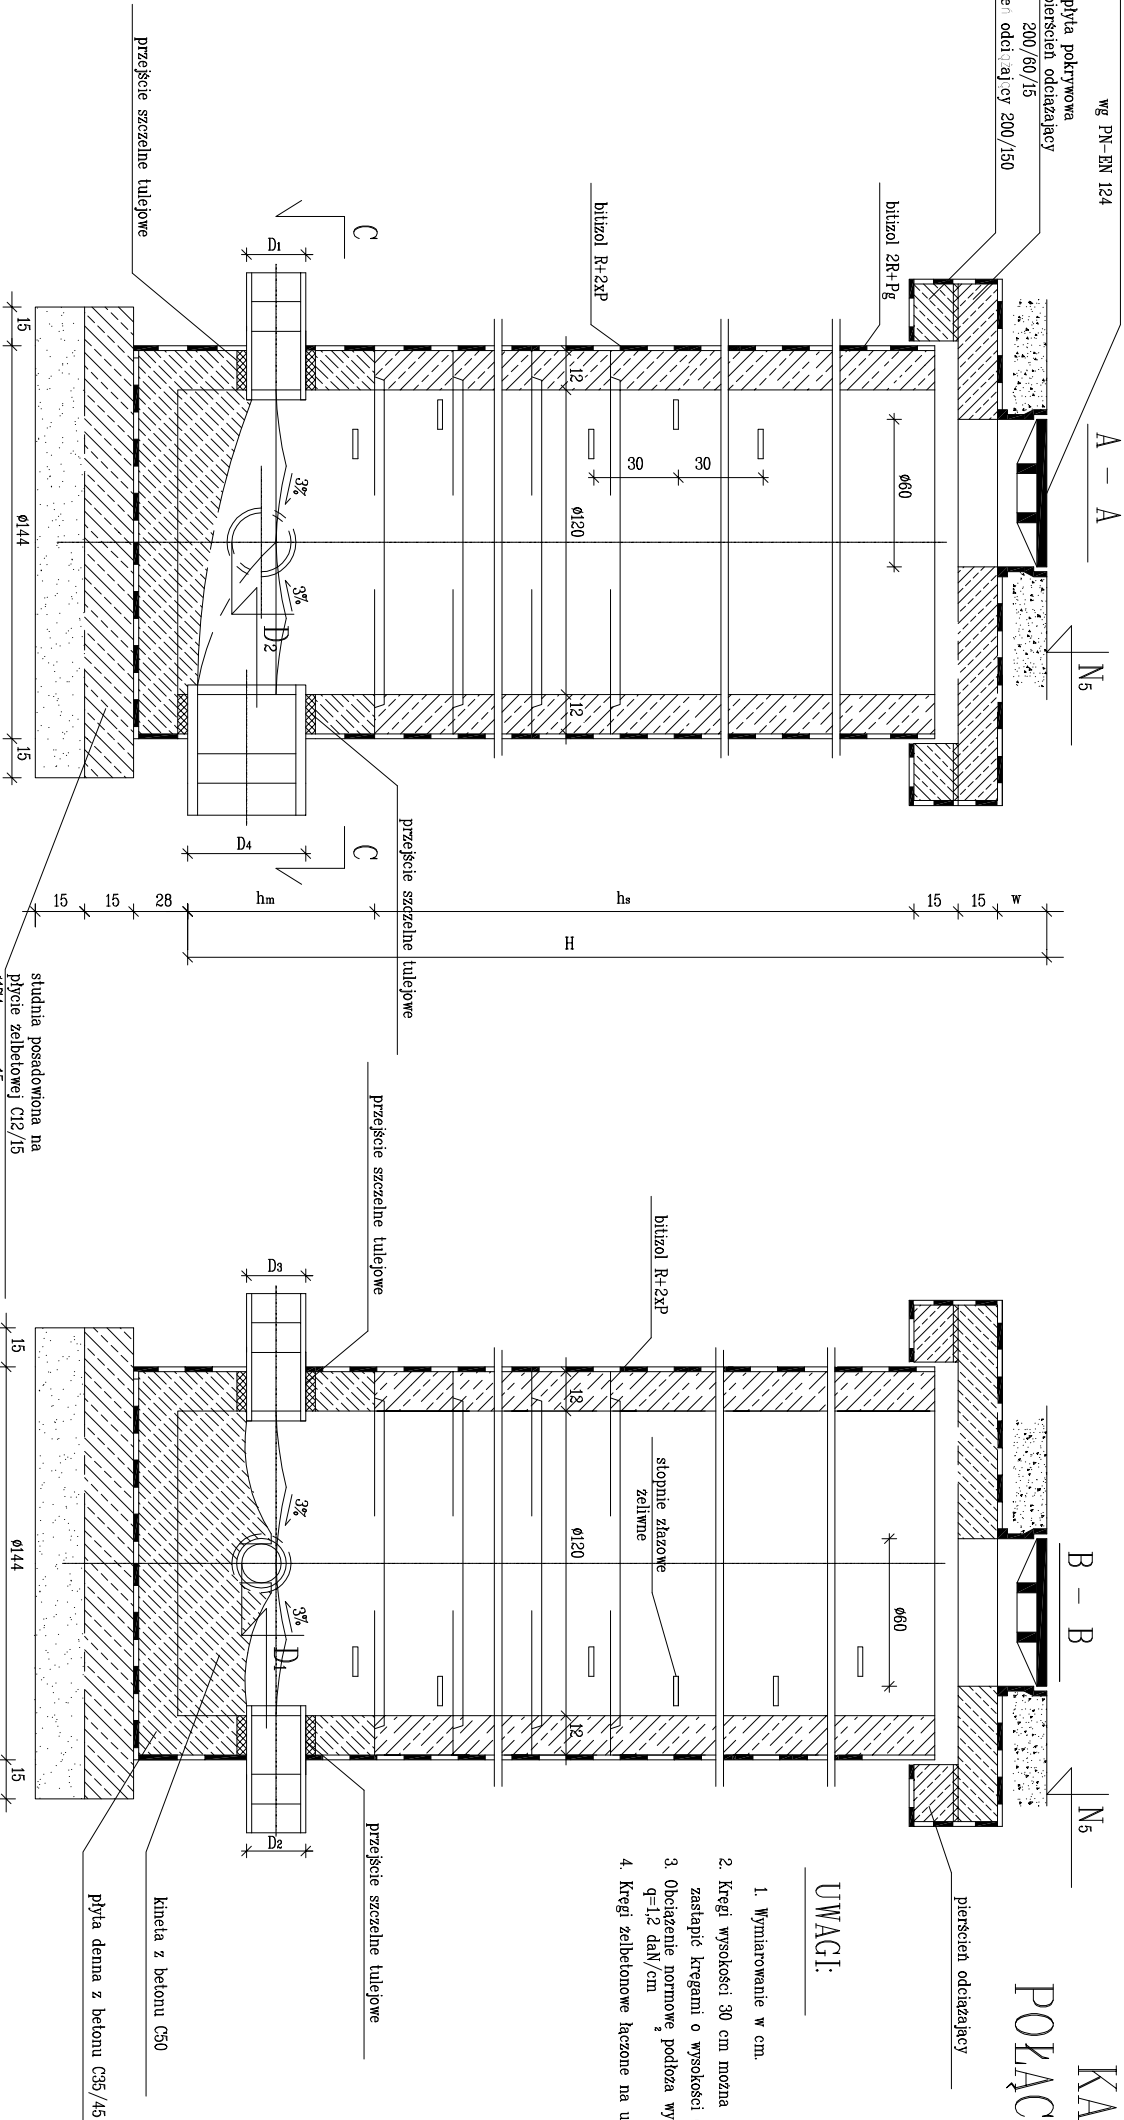 wg PN-EN 124
płyta pokrywowa
pierścień odciążający
200/60/15
odciążający 200/150
bitizol 2R+Pg
bitizol R+2xP
przejście szczelne tulejowe
A - A
N5
C
C
D1
D2
D4
3%
3%
30
30
12
12
ø60
ø120
15
ø144
15
w
15
15
hs
hm
28
15
15
H
przejście szczelne tulejowe
studnia posadowiona na
płycie żelbetowej C12/15
B - B
N5
przejście szczelne tulejowe
bitizol R+2xP
stopnie złazowe
żeliwne
D3
D1
D2
3%
3%
12
12
ø60
ø120
15
ø144
15
pierścień odciążający
przejście szczelne tulejowe
kineta z betonu C50
płyta denna z betonu C35/45
KA
POŁĄC
UWAGI:
1. Wymiarowanie w cm.
2. Kręgi wysokości 30 cm można
zastąpić kręgami o wysokości
3. Obciążenie normowe podłoża wy
q=1,2 daN/cm2
4. Kręgi żelbetonowe łączone na u